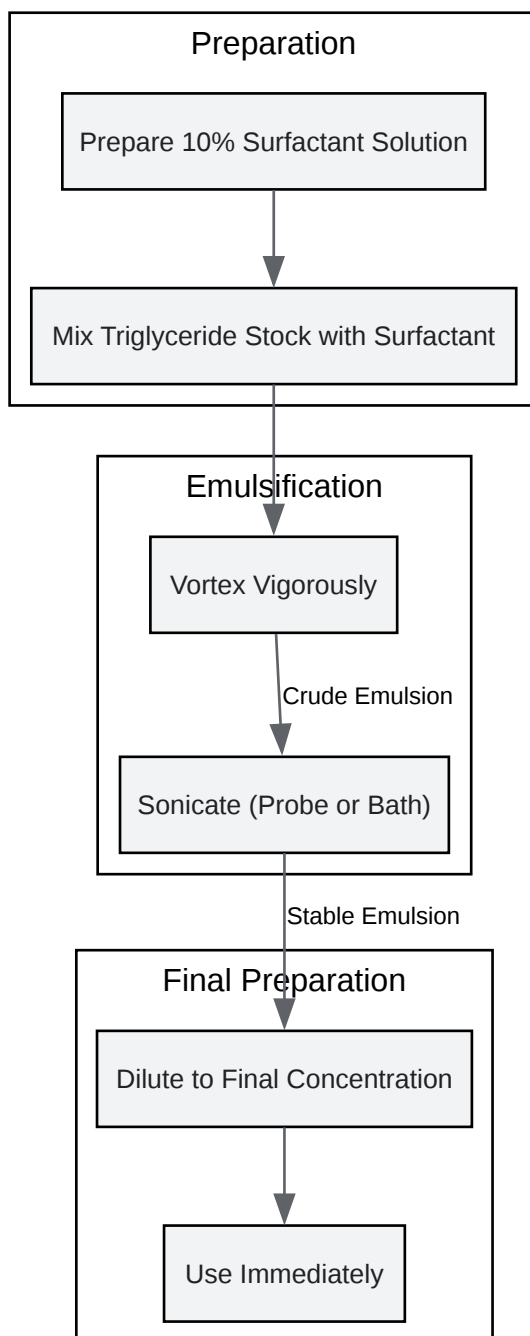 Preparation
Prepare 10% Surfactant Solution
Mix Triglyceride Stock with Surfactant
Emulsification
Vortex Vigorously
Crude Emulsion
Sonicate (Probe or Bath)
Stable Emulsion
Final Preparation
Dilute to Final Concentration
Use Immediately